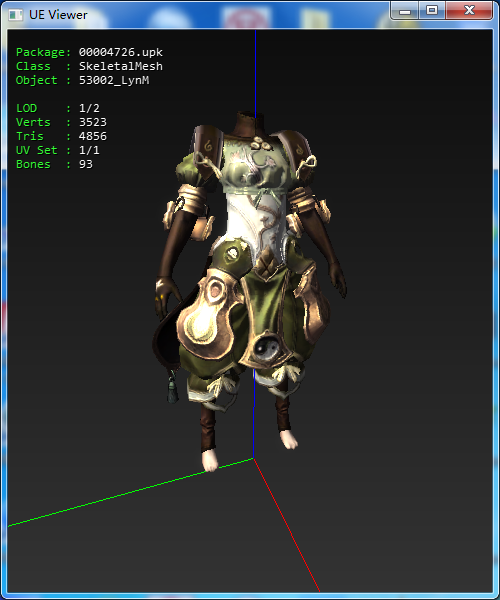 UE Viewer
Package: 00004726.upk
Class : SkeletalMesh
Object : 53002_LynM
LOD : 1/2
Verts : 3523
Tris : 4856
UV Set : 1/1
Bones : 93